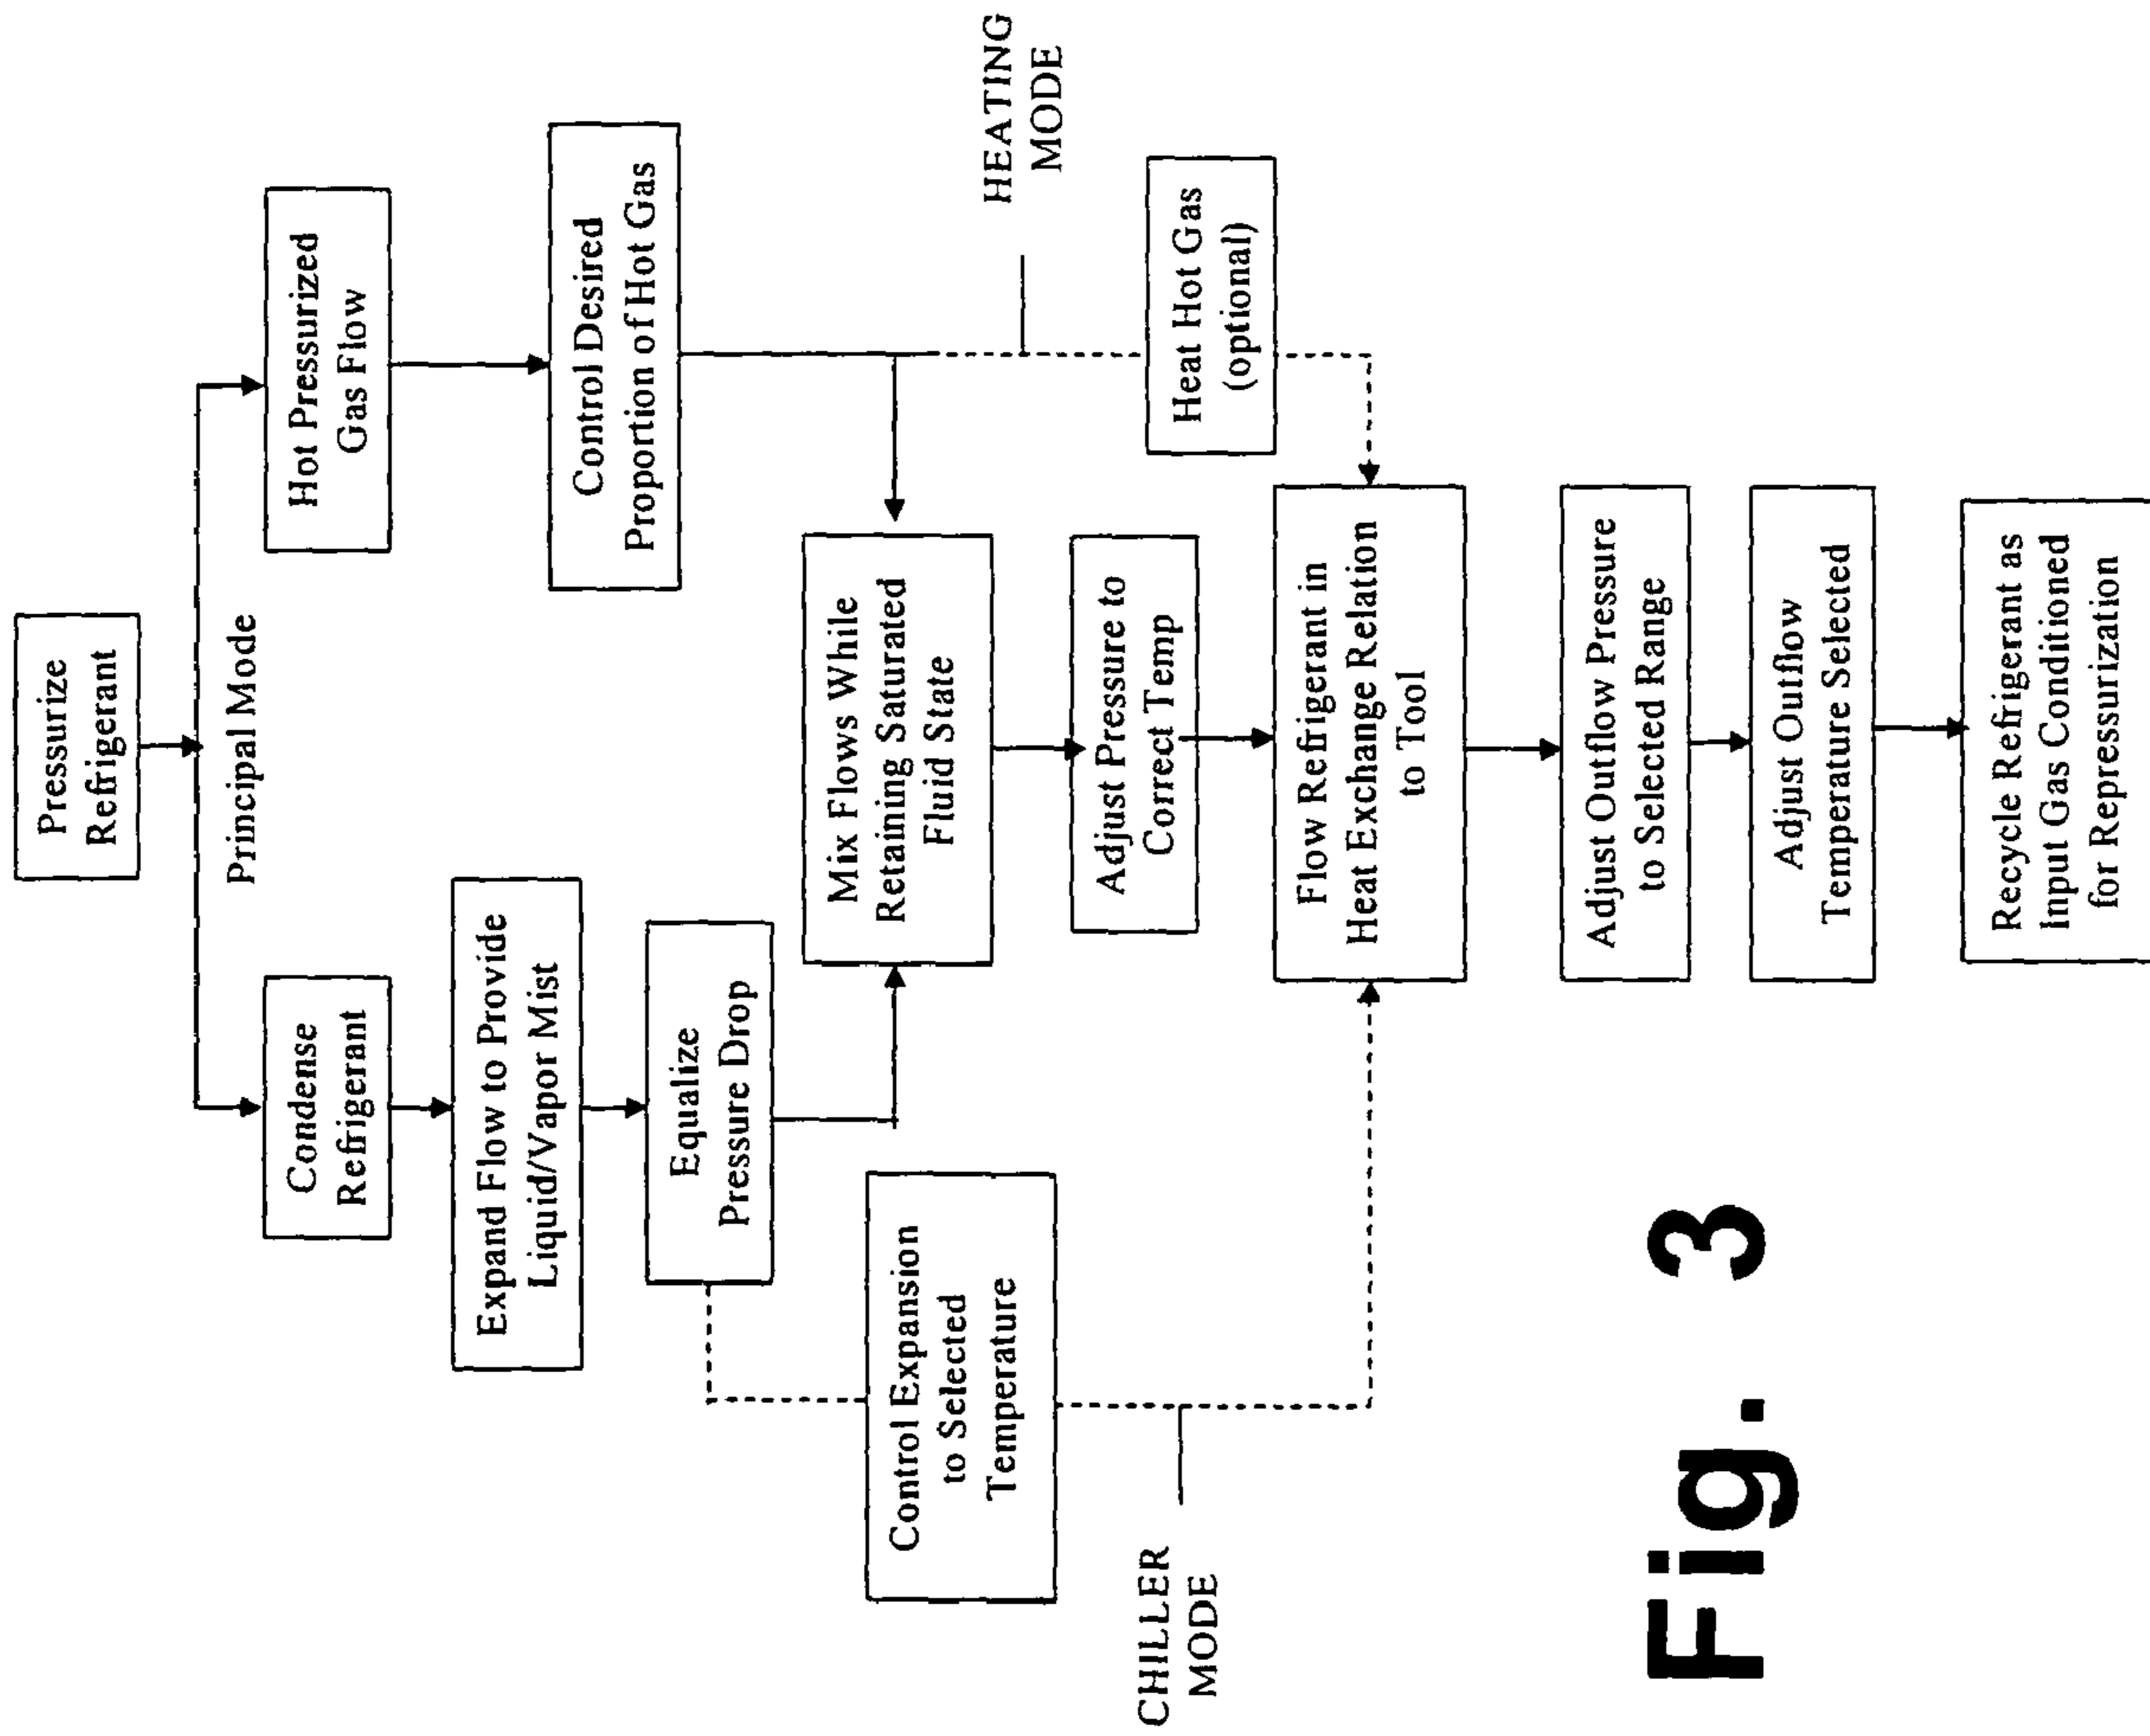 Pressurize
Refrigerant
Principal Mode
Condense
Refrigerant
Hot Pressurized
Gas Flow
Expand Flow to Provide
Liquid/Vapor Mist
Control Desired
Proportion of Hot Gas
Equalize
Pressure Drop
Mix Flows While
Retaining Saturated
Fluid State
Control Expansion
to Selected
Temperature
HEATING
MODE
Adjust Pressure to
Correct Temp
CHILLER
MODE
Heat Hot Gas
(optional)
Flow Refrigerant in
Heat Exchange Relation
to Tool
Adjust Outflow Pressure
to Selected Range
Adjust Outflow
Temperature Selected
Recycle Refrigerant as
Input Gas Conditioned
for Repressurization
Fig. 3